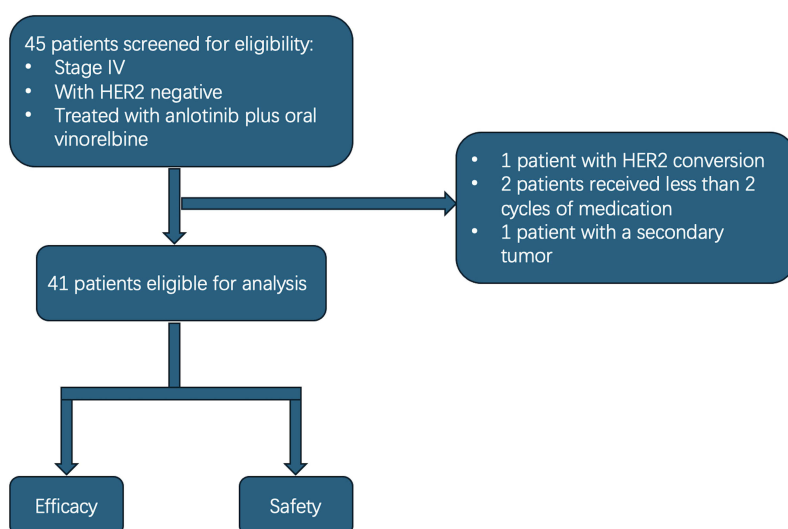 45 patients screened for eligibility:
• Stage IV
• With HER2 negative
• Treated with anlotinib plus oral
vinorelbine
• 1 patient with HER2 conversion
• 2 patients received less than 2
cycles of medication
• 1 patient with a secondary
tumor
41 patients eligible for analysis
Efficacy
Safety